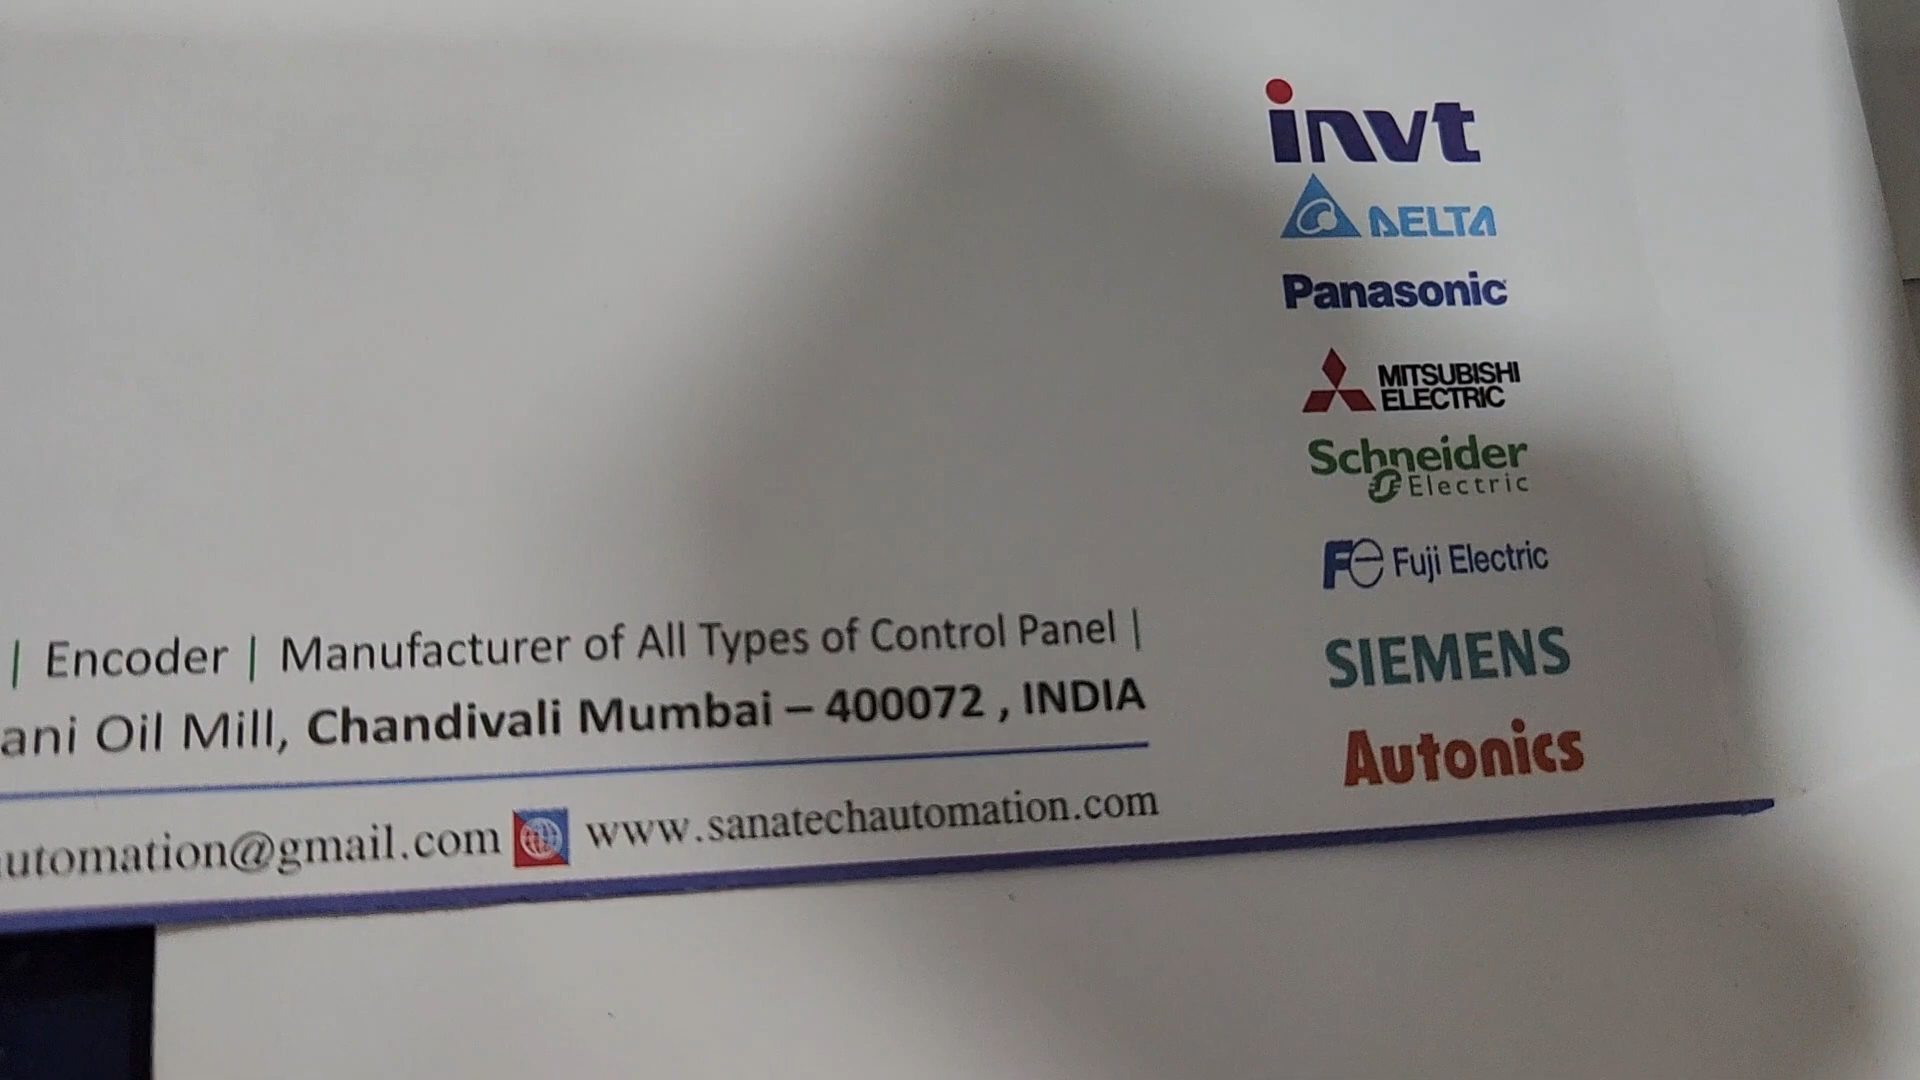 invt
DELTA
Panasonic
MITSUBISHI
ELECTRIC
Schneider
Electric
Fe Fuji Electric
SIEMENS
Autonics
| Encoder | Manufacturer of All Types of Control Panel |
Oil Mill, Chandivali Mumbai – 400072 , INDIA
utomation@gmail.com www.sanatechautomation.com